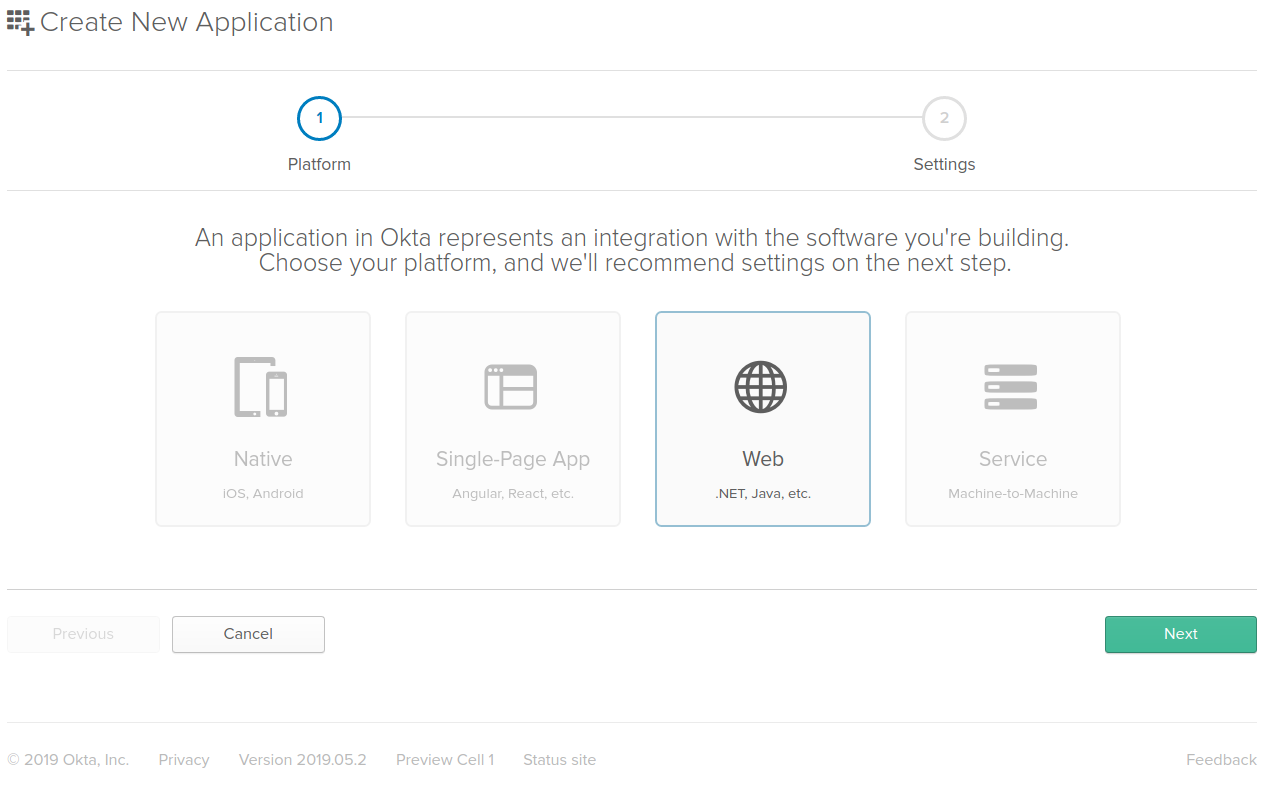 Create New Application
1
2
Platform
Settings
An application in Okta represents an integration with the software you're building.
Choose your platform, and we'll recommend settings on the next step.
Native
iOS, Android
Single-Page App
Angular, React, etc.
Web
.NET, Java, etc.
Service
Machine-to-Machine
Previous
Cancel
Next
© 2019 Okta, Inc. Privacy Version 2019.05.2 Preview Cell 1 Status site Feedback